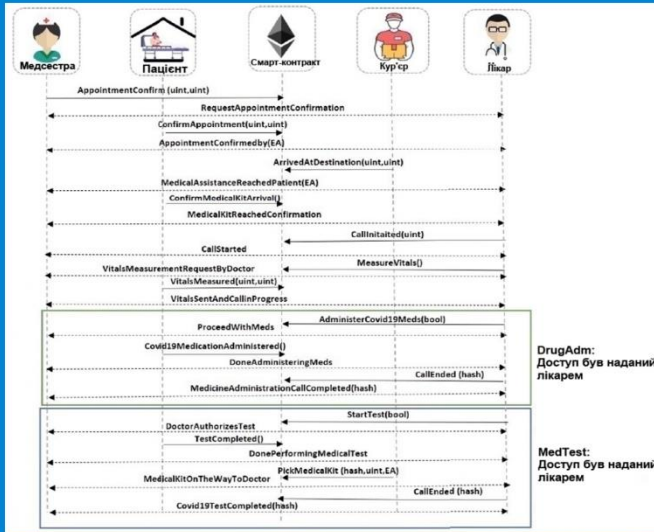 Медсестра
Пацієнт
Смарт-контракт
Кур'єр
Лікар
AppointmentConfirm (uint,uint)
RequestAppointmentConfirmation
ConfirmAppointment(uint,uint)
AppointmentConfirmedby(EA)
ArrivedAtDestination(uint,uint)
MedicalAssistanceReachedPatient(EA)
ConfirmMedicalKitArrival()
MedicalKitReachedConfirmation
CallInitaited(uint)
CallStarted
VitalsMeasurementRequestByDoctor
MeasureVitals()
VitalsMeasured(uint,uint)
VitalsSentAndCallinProgress
AdministerCovid19Meds(bool)
ProceedWithMeds
Covid19MedicationAdministered()
DoneAdministeringMeds
CallEnded (hash)
MedicineAdministrationCallCompleted(hash)
DrugAdm:
Доступ був наданий
лікарем
StartTest(bool)
DoctorAuthorizesTest
TestCompleted()
DonePerformingMedicalTest
PickMedicalKit (hash,uint,EA)
MedicalKitOnTheWayToDoctor
CallEnded (hash)
Covid19TestCompleted(hash)
MedTest:
Доступ був наданий
лікарем